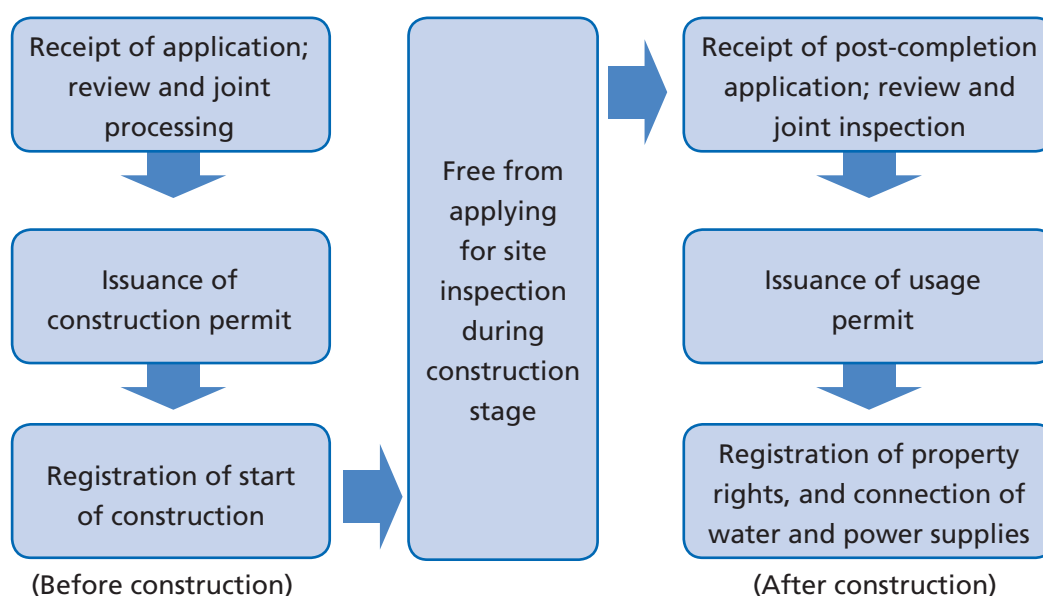 Receipt of application;
review and joint
processing
Issuance of
construction permit
Registration of start
of construction
(Before construction)
Free from
applying
for site
inspection
during
construction
stage
Receipt of post-completion
application; review and
joint inspection
Issuance of usage
permit
Registration of property
rights, and connection of
water and power supplies
(After construction)